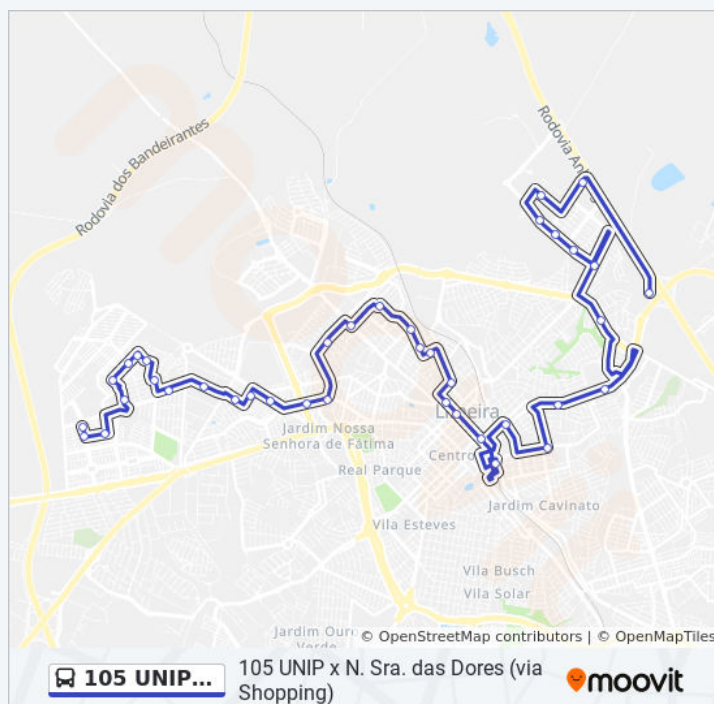 Rodovia dos Bandeirantes
Rodovia An
Limeira
Jardim Nossa
Senhora de Fátima
Centro
Real Parque
Jardim Cavinato
Vila Esteves
Vila Busch
Vila Solar
Jardim Ouro
Verde
© OpenStreetMap contributors | © OpenMapTiles
105 UNIP...
105 UNIP x N. Sra. das Dores (via
Shopping)
moovit